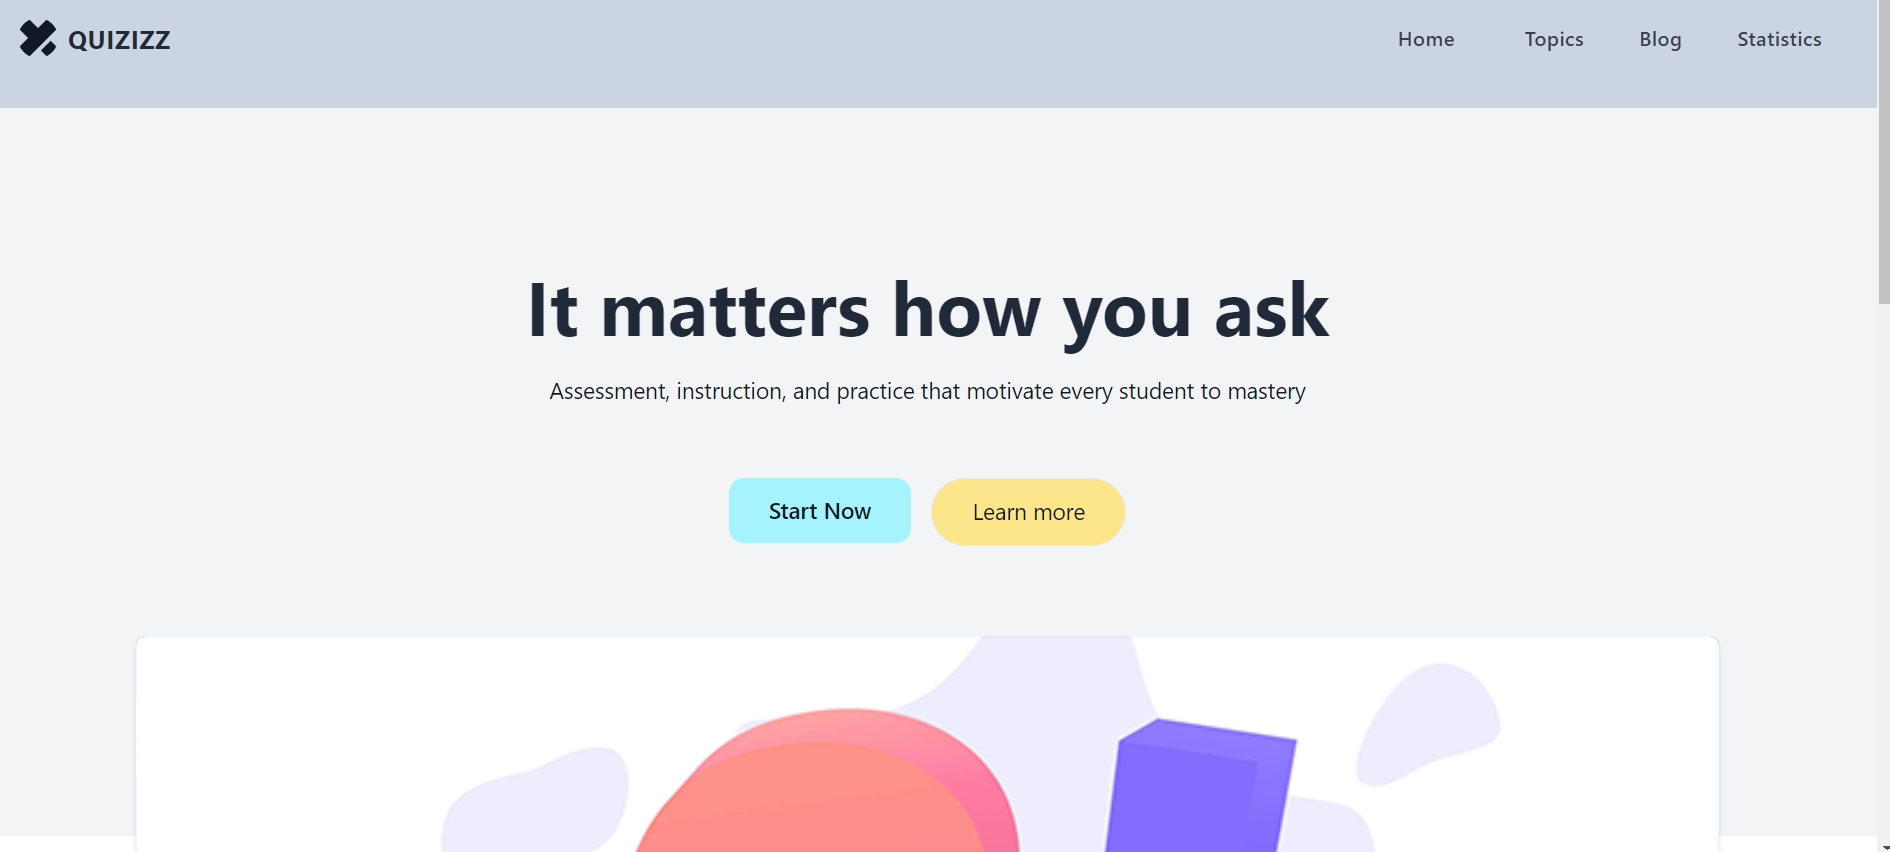 QUIZIZZ
Home Topics Blog Statistics
It matters how you ask
Assessment, instruction, and practice that motivate every student to mastery
Start Now Learn more